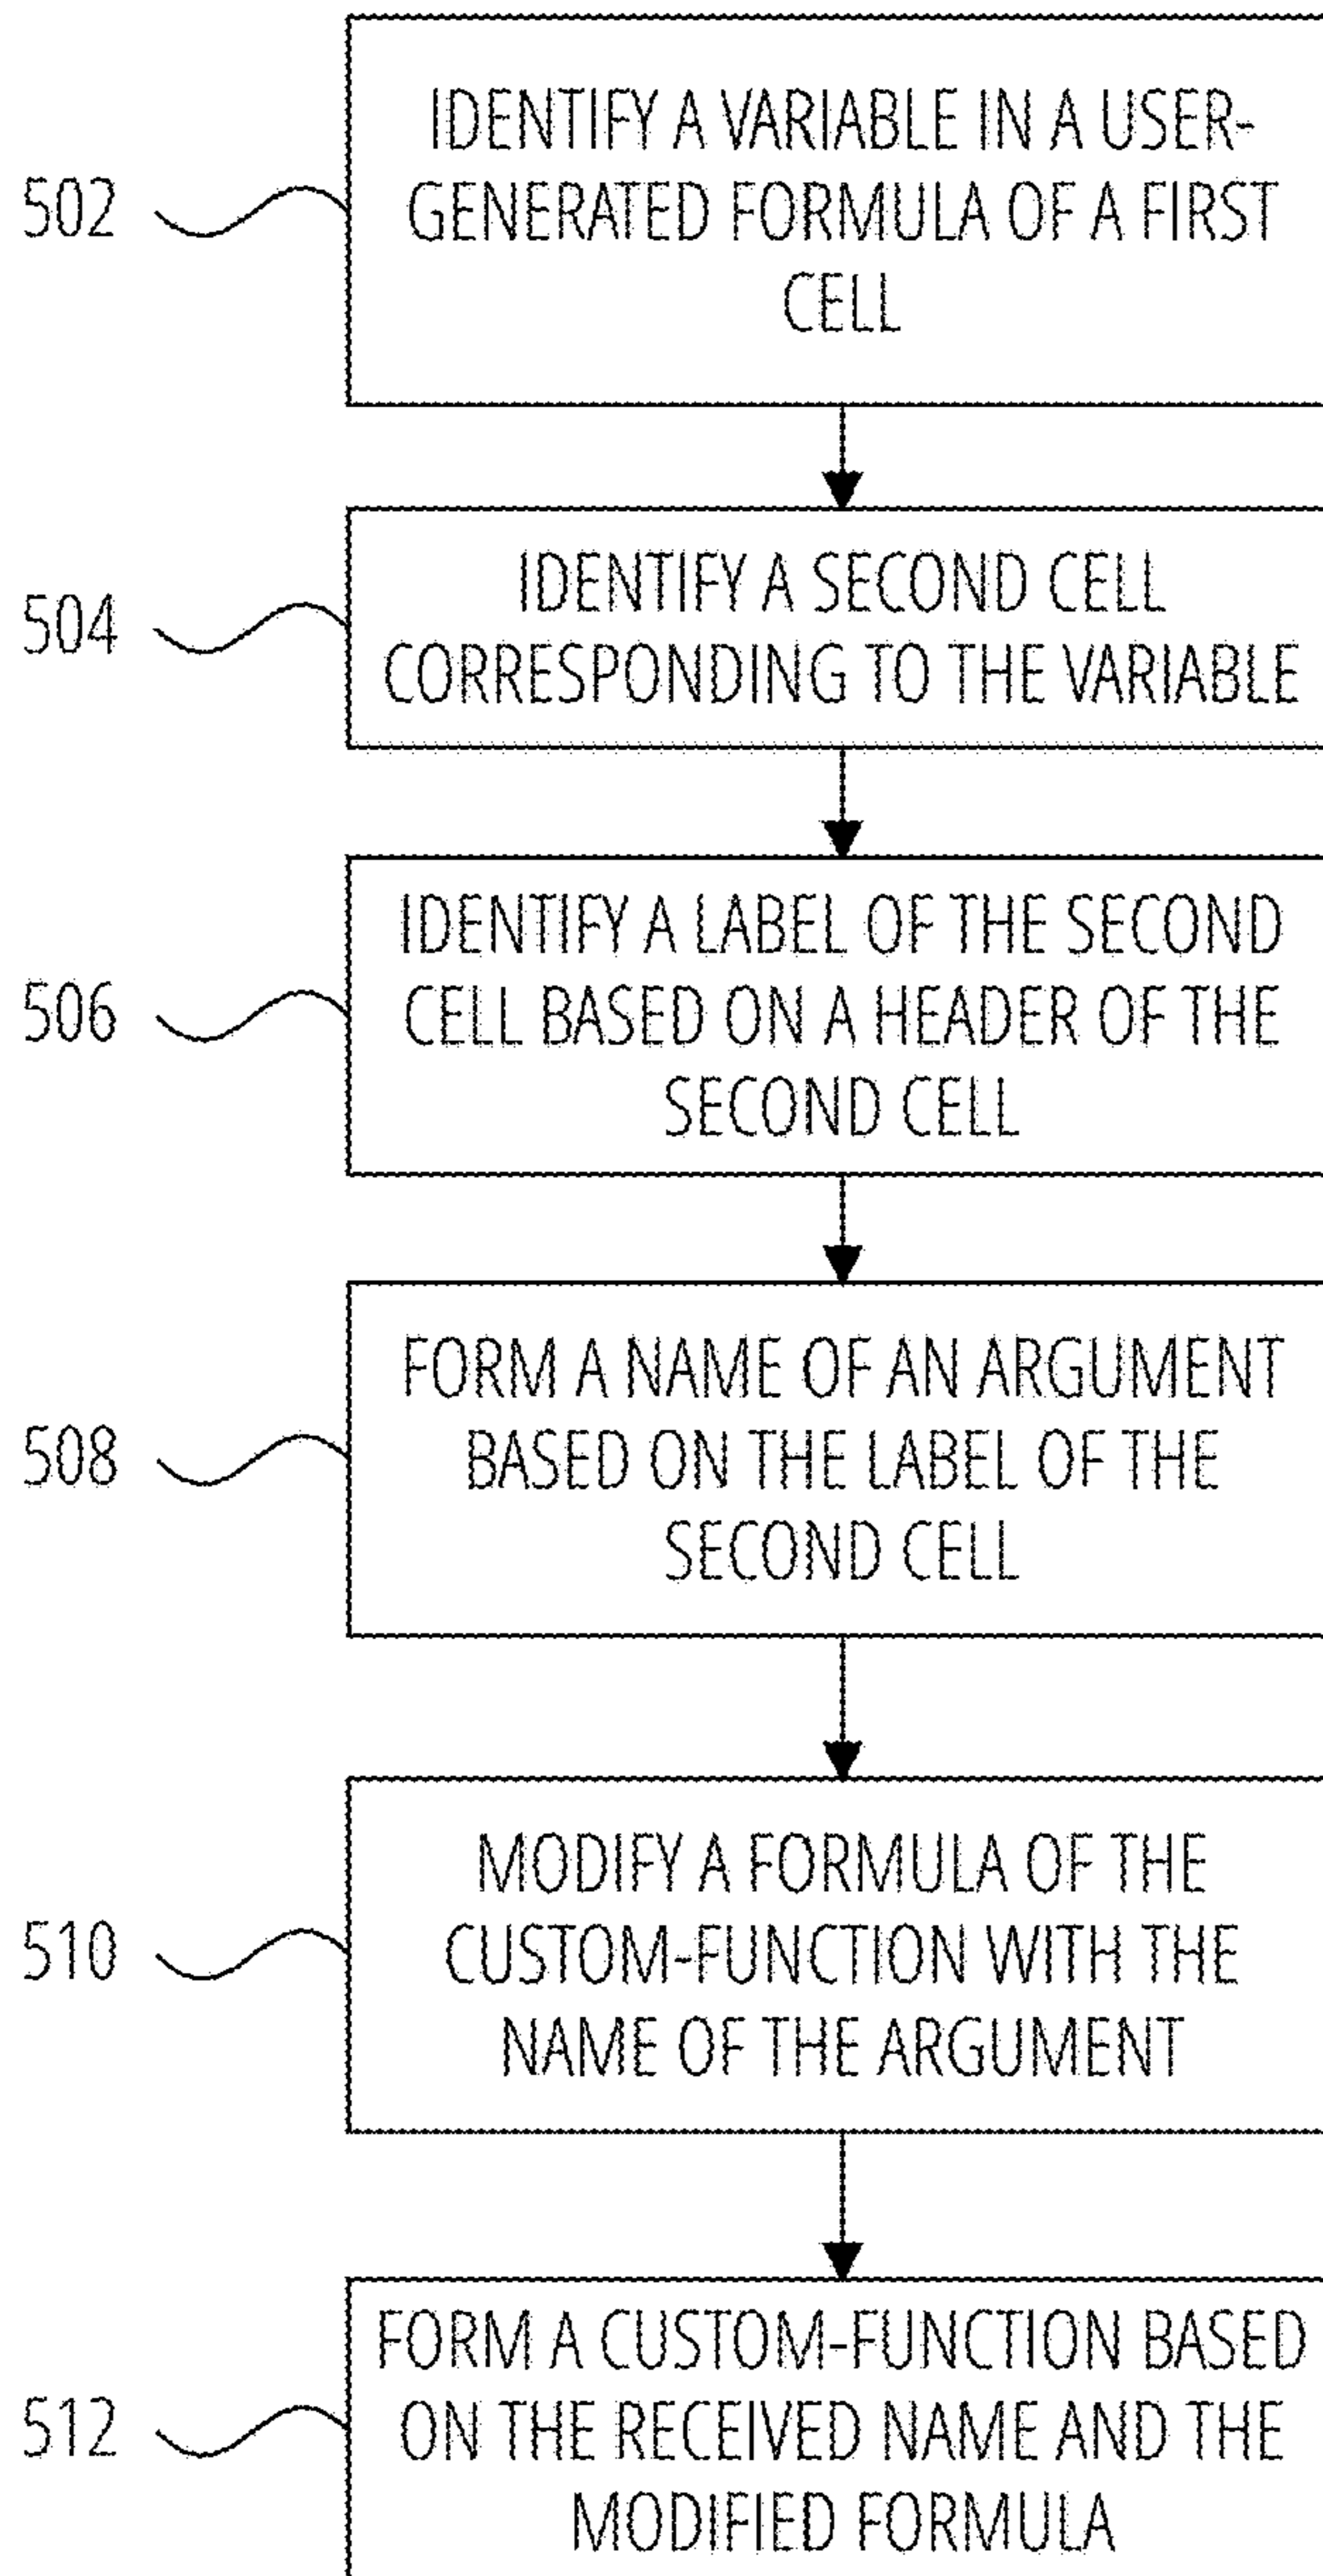 IDENTIFY A VARIABLE IN A USER-
GENERATED FORMULA OF A FIRST
CELL
502
IDENTIFY A SECOND CELL
CORRESPONDING TO THE VARIABLE
504
IDENTIFY A LABEL OF THE SECOND
CELL BASED ON A HEADER OF THE
SECOND CELL
506
FORM A NAME OF AN ARGUMENT
BASED ON THE LABEL OF THE
SECOND CELL
508
MODIFY A FORMULA OF THE
CUSTOM-FUNCTION WITH THE
NAME OF THE ARGUMENT
510
FORM A CUSTOM-FUNCTION BASED
ON THE RECEIVED NAME AND THE
MODIFIED FORMULA
512